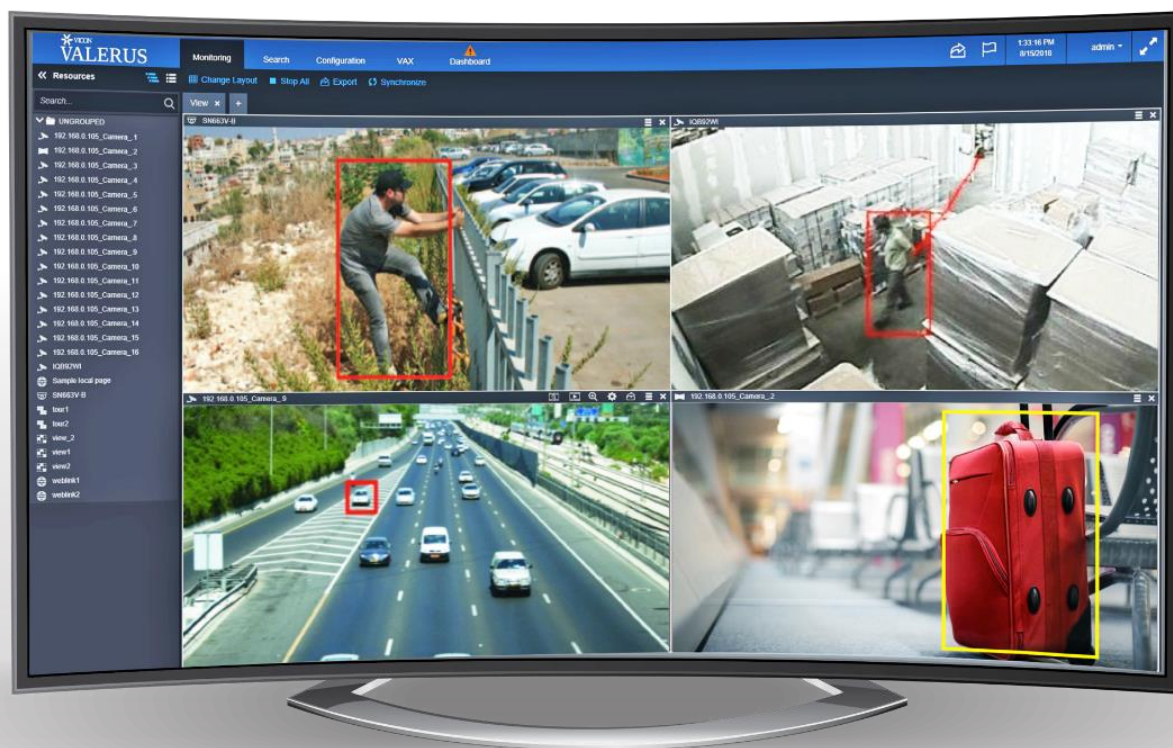 VICON
VALERUS
Monitoring
Search
Configuration
VAX
Dashboard
1:33:16 PM
8/15/2018
admin
Resources
Change Layout
Stop All
Export
Synchronize
Search...
View
UNGROUPED
192.168.0.105_Camera_1
192.168.0.105_Camera_2
192.168.0.105_Camera_3
192.168.0.105_Camera_4
192.168.0.105_Camera_5
192.168.0.105_Camera_6
192.168.0.105_Camera_7
192.168.0.105_Camera_8
192.168.0.105_Camera_9
192.168.0.105_Camera_10
192.168.0.105_Camera_11
192.168.0.105_Camera_12
192.168.0.105_Camera_13
192.168.0.105_Camera_14
192.168.0.105_Camera_15
192.168.0.105_Camera_16
IQB92WI
Sample local page
SN663V-B
tour1
tour2
view_2
view1
view2
weblink1
weblink2
SN663V-B
IQB92WI
192.168.0.105_Camera_9
192.168.0.105_Camera_2